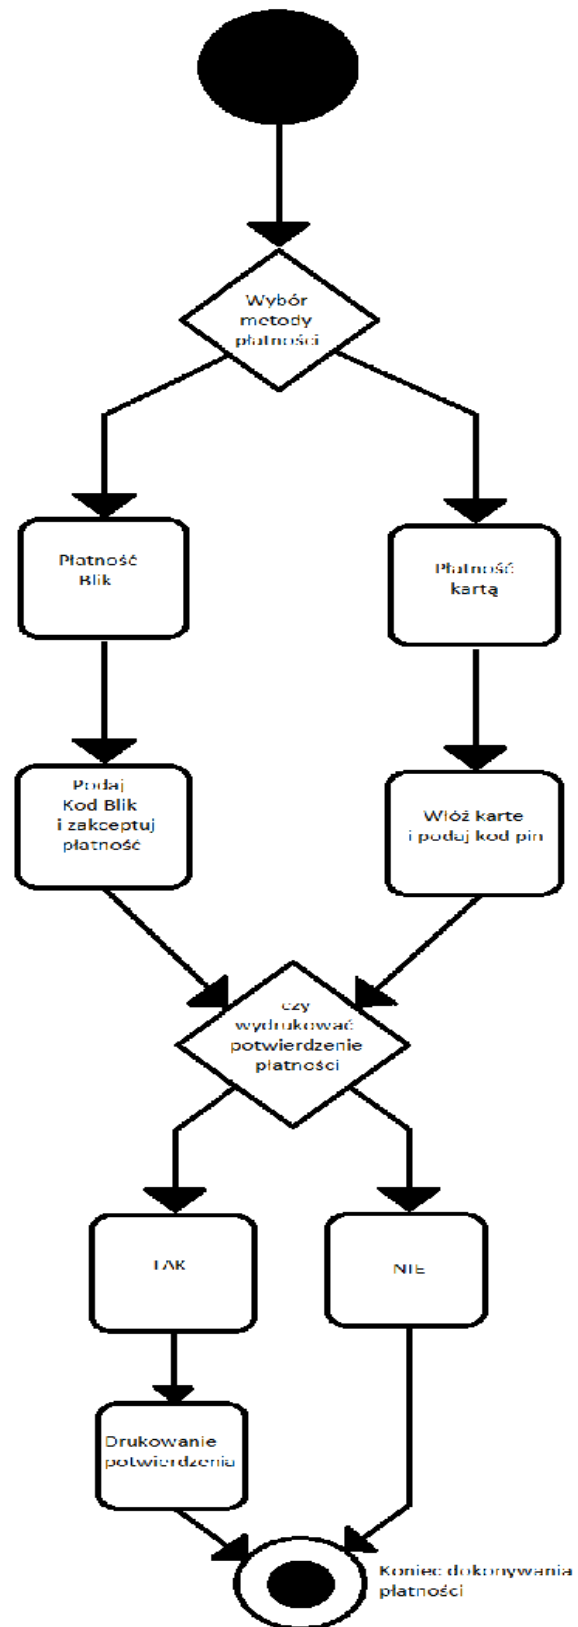 Wybór
metody
płatności
Płatność
Blik
Płatność
kartą
Podaj
Kod Blik
i zakceptuj
płatność
Włóż karte
i podaj kod pin
czy
wydrukować
potwierdzenie
płatności
TAK
NIE
Drukowanie
potwierdzenia
Koniec dokonywania
płatności